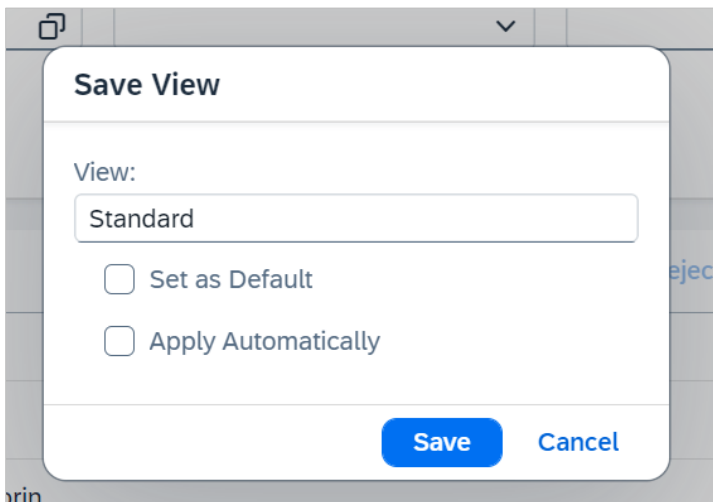 Save View
View:
Standard
Set as Default
Apply Automatically
Save
Cancel